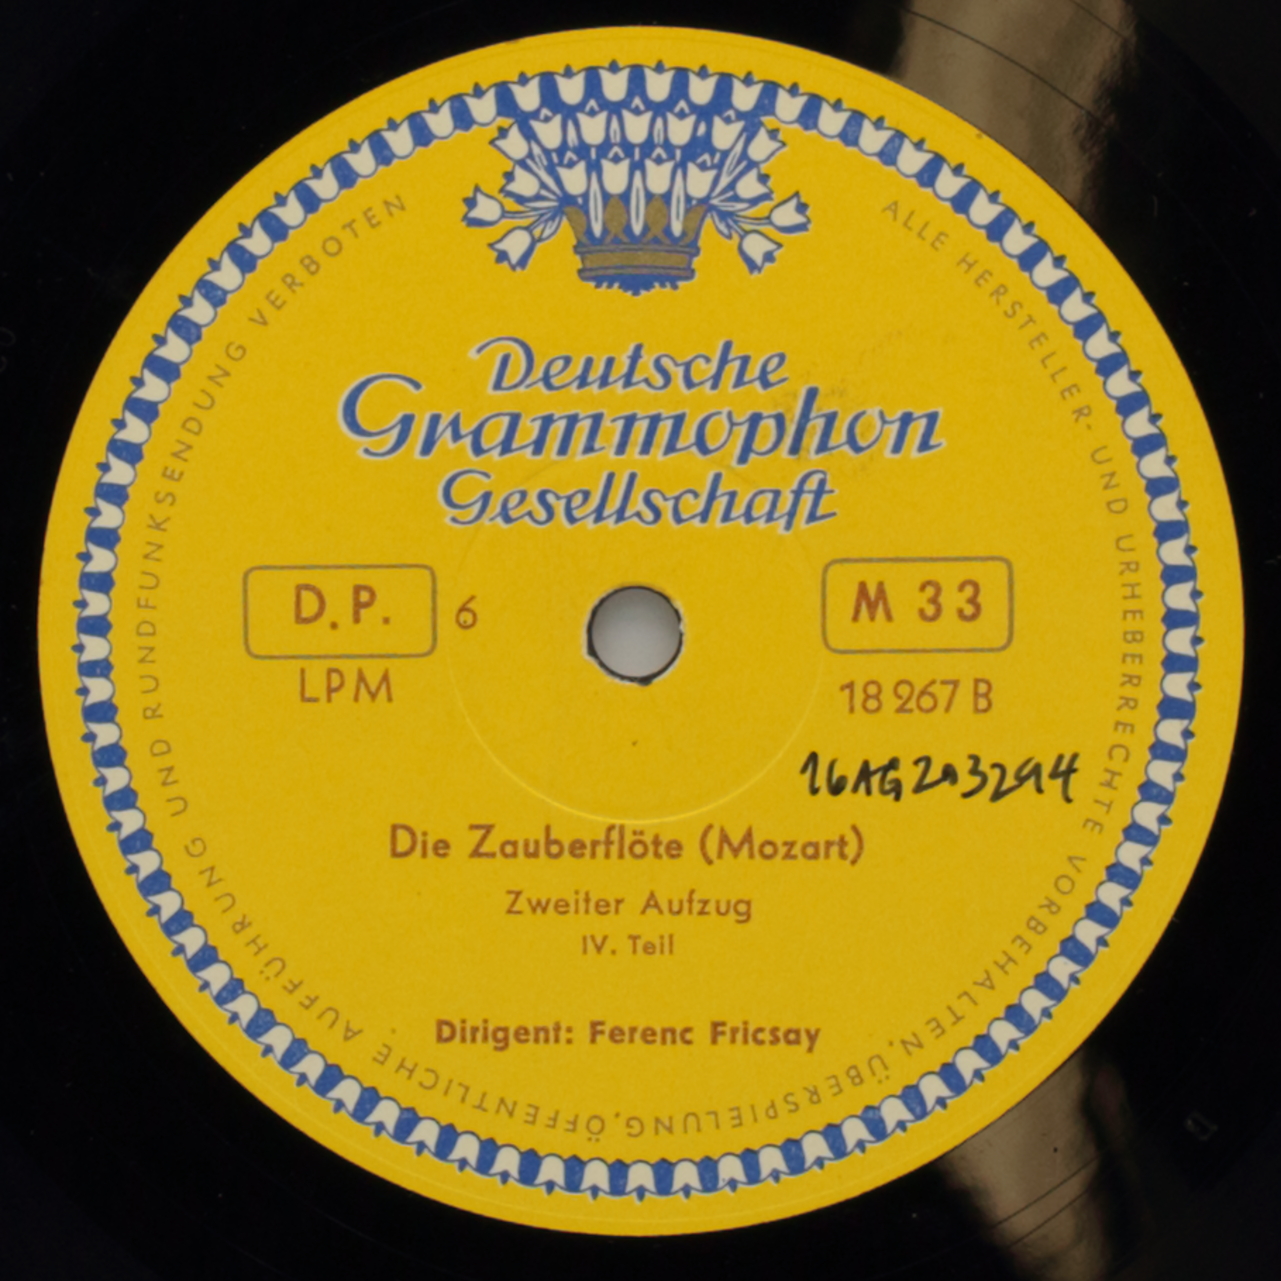 Deutsche
Grammophon
Gesellschaft
D.P. 6
LPM
M 33
18 267 B
16AG203294
Die Zauberflöte (Mozart)
Zweiter Aufzug
IV. Teil
Dirigent: Ferenc Fricsay
ALLE HERSTELLER- UND URHEBERRECHTE VORBEHALTEN, ÜBERSPIELUNG, ÖFFENTLICHE AUFFÜHRUNG UND RUNDFUNKSENDUNG VERBOTEN